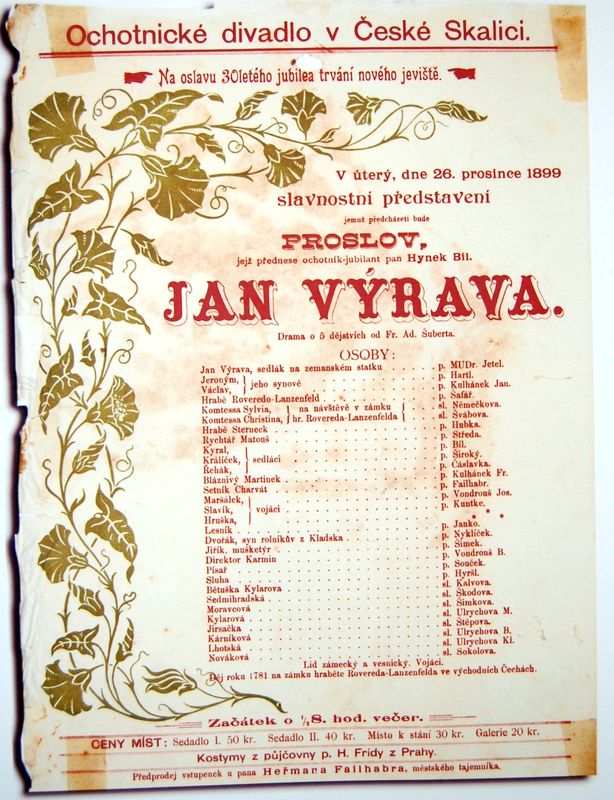 Ochotnické divadlo v České Skalici.
Na oslavu 30letého jubilea trvání nového jeviště.
V úterý, dne 26. prosince 1899
slavnostní představení
jemuž předcházeti bude
PROSLOV,
jejž přednese ochotník-jubilant pan Hynek Bíl.
JAN VÝRAVA.
Drama o 5 dějstvích od Fr. Ad. Šuberta.
OSOBY:
Jan Výrava, sedlák na zemanském statku . . . . . p. MUDr. Jetel.
Jeroným, } jeho synové . . . . . p. Hartl.
Václav, } . . . . . p. Kulhánek Jan.
Hrabě Roveredo-Lanzenfeld . . . . . p. Šafář.
Komtessa Sylvia, } na návštěvě v zámku { . . . . . sl. Němečkova.
Komtessa Christina, } hr. Rovereda-Lanzenfelda { . . . . . sl. Švábova.
Hrabě Sterneck . . . . . p. Hubka.
Rychtář Matouš . . . . . p. Středa.
Kyral, } . . . . . p. Bíl.
Králíček, } sedláci . . . . . p. Široký.
Řehák, } . . . . . p. Čáslavka.
Bláznivý Martinek . . . . . p. Kulhánek Fr.
Setník Charvát . . . . . p. Failhabr.
Maršálek, } . . . . . p. Vondrouš Jos.
Slavík, } vojáci . . . . . p. Kuntke.
Hruška, } . . . . . * * *
Lesník . . . . . p. Janko.
Dvořák, syn rolníkův z Kladska . . . . . p. Nyklíček.
Jiřík, mušketýr . . . . . p. Šimek.
Direktor Karmin . . . . . p. Vondrouš B.
Písař . . . . . p. Souček.
Sluha . . . . . p. Hyršl.
Bětuška Kylarova . . . . . sl. Kalvova.
Sedmihradská . . . . . sl. Škodova.
Moravcová . . . . . sl. Šimkova.
Kylarová . . . . . sl. Ulrychova M.
Jirsačka . . . . . sl. Štěpova.
Kárníková . . . . . sl. Ulrychova B.
Lhotská . . . . . sl. Ulrychova Kl.
Nováková . . . . . sl. Sokolova.
Lid zámecký a vesnický. Vojáci.
Děj roku 1781 na zámku hraběte Rovereda-Lanzenfelda ve východních Čechách.
Začátek o ½8. hod. večer.
CENY MÍST: Sedadlo I. 50 kr. Sedadlo II. 40 kr. Místo k stání 30 kr. Galerie 20 kr.
Kostymy z půjčovny p. H. Frídy z Prahy.
Předprodej vstupenek u pana Heřmana Failhabra, městského tajemníka.